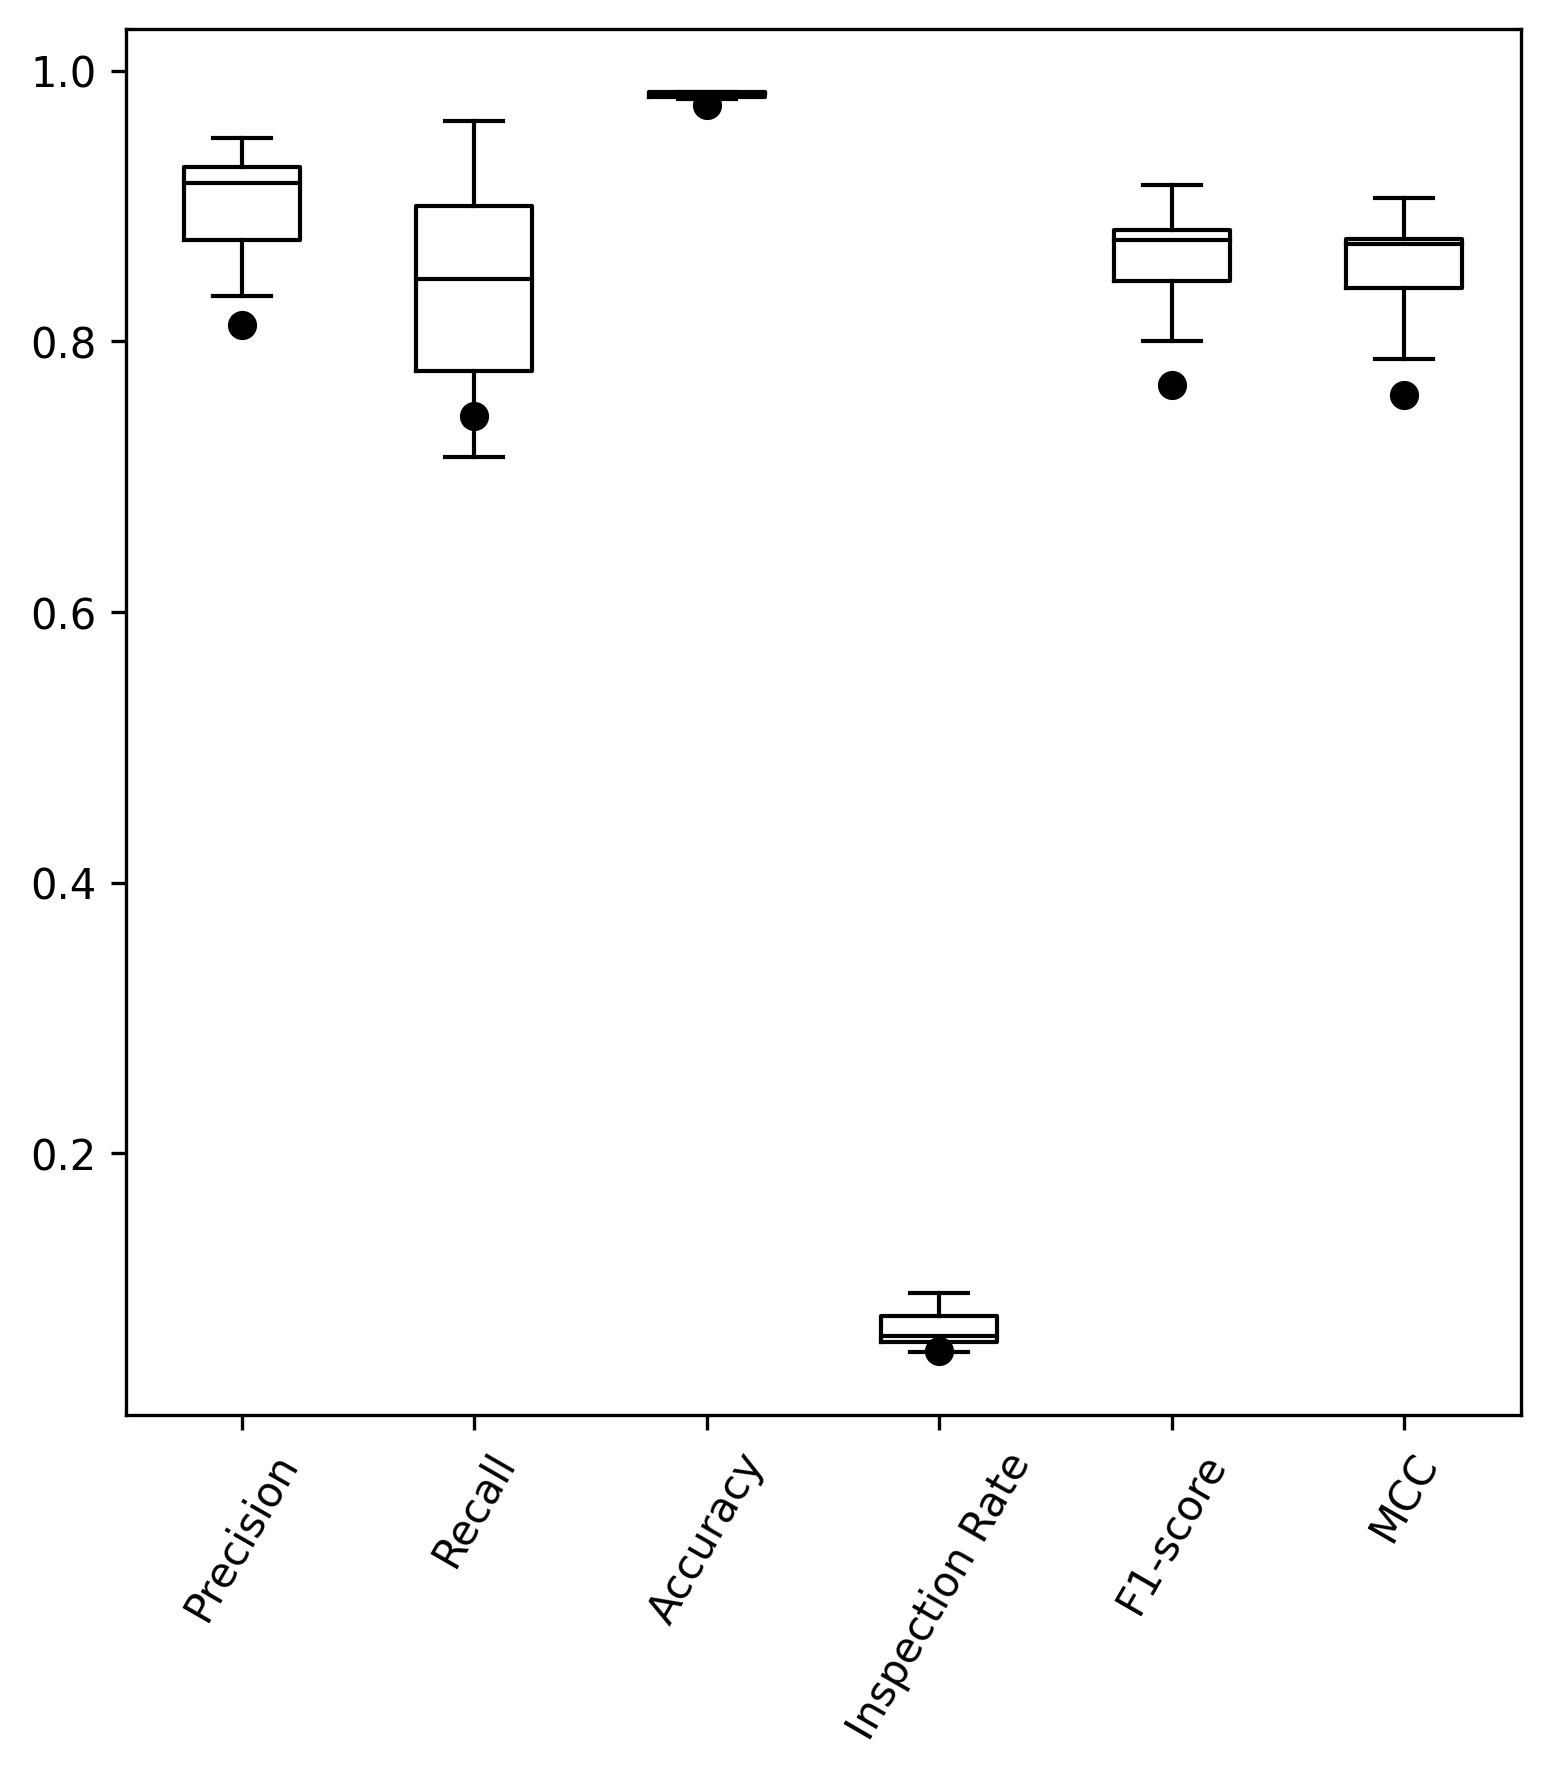 1.0
0.8
0.6
0.4
0.2
Precision
Recall
Accuracy
Inspection Rate
F1-score
MCC